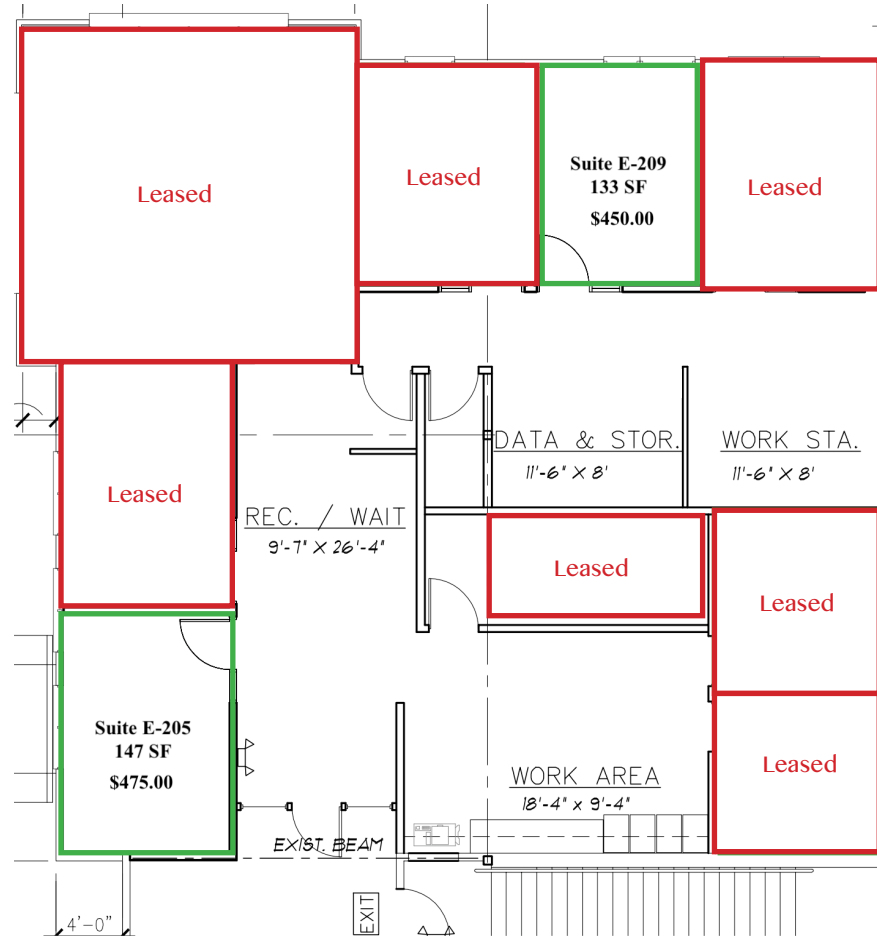 Leased
Leased
Suite E-209
133 SF
$450.00
Leased
DATA & STOR.
11'-6" X 8'
WORK STA.
11'-6" X 8'
Leased
REC. / WAIT
9'-7" X 26'-4"
Leased
Leased
Suite E-205
147 SF
$475.00
WORK AREA
18'-4" x 9'-4"
Leased
EXIST. BEAM
EXIT
4'-0"